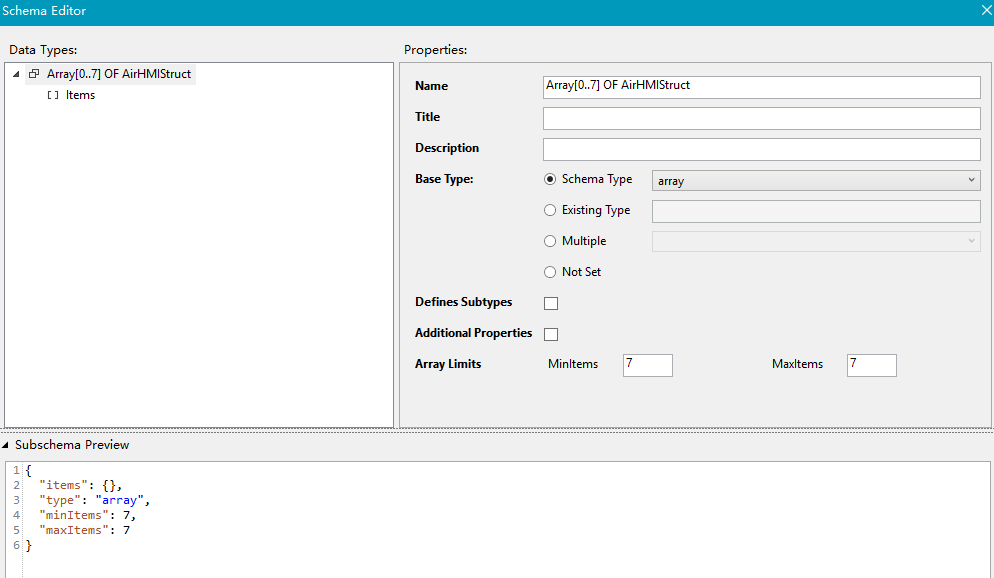 Schema Editor
Data Types:
Array[0..7] OF AirHMIStruct
Items
Properties:
Name
Array[0..7] OF AirHMIStruct
Title
Description
Base Type:
Schema Type
array
Existing Type
Multiple
Not Set
Defines Subtypes
Additional Properties
Array Limits
MinItems
7
MaxItems
7
Subschema Preview
1 {
2 "items": {},
3 "type": "array",
4 "minItems": 7,
5 "maxItems": 7
6 }